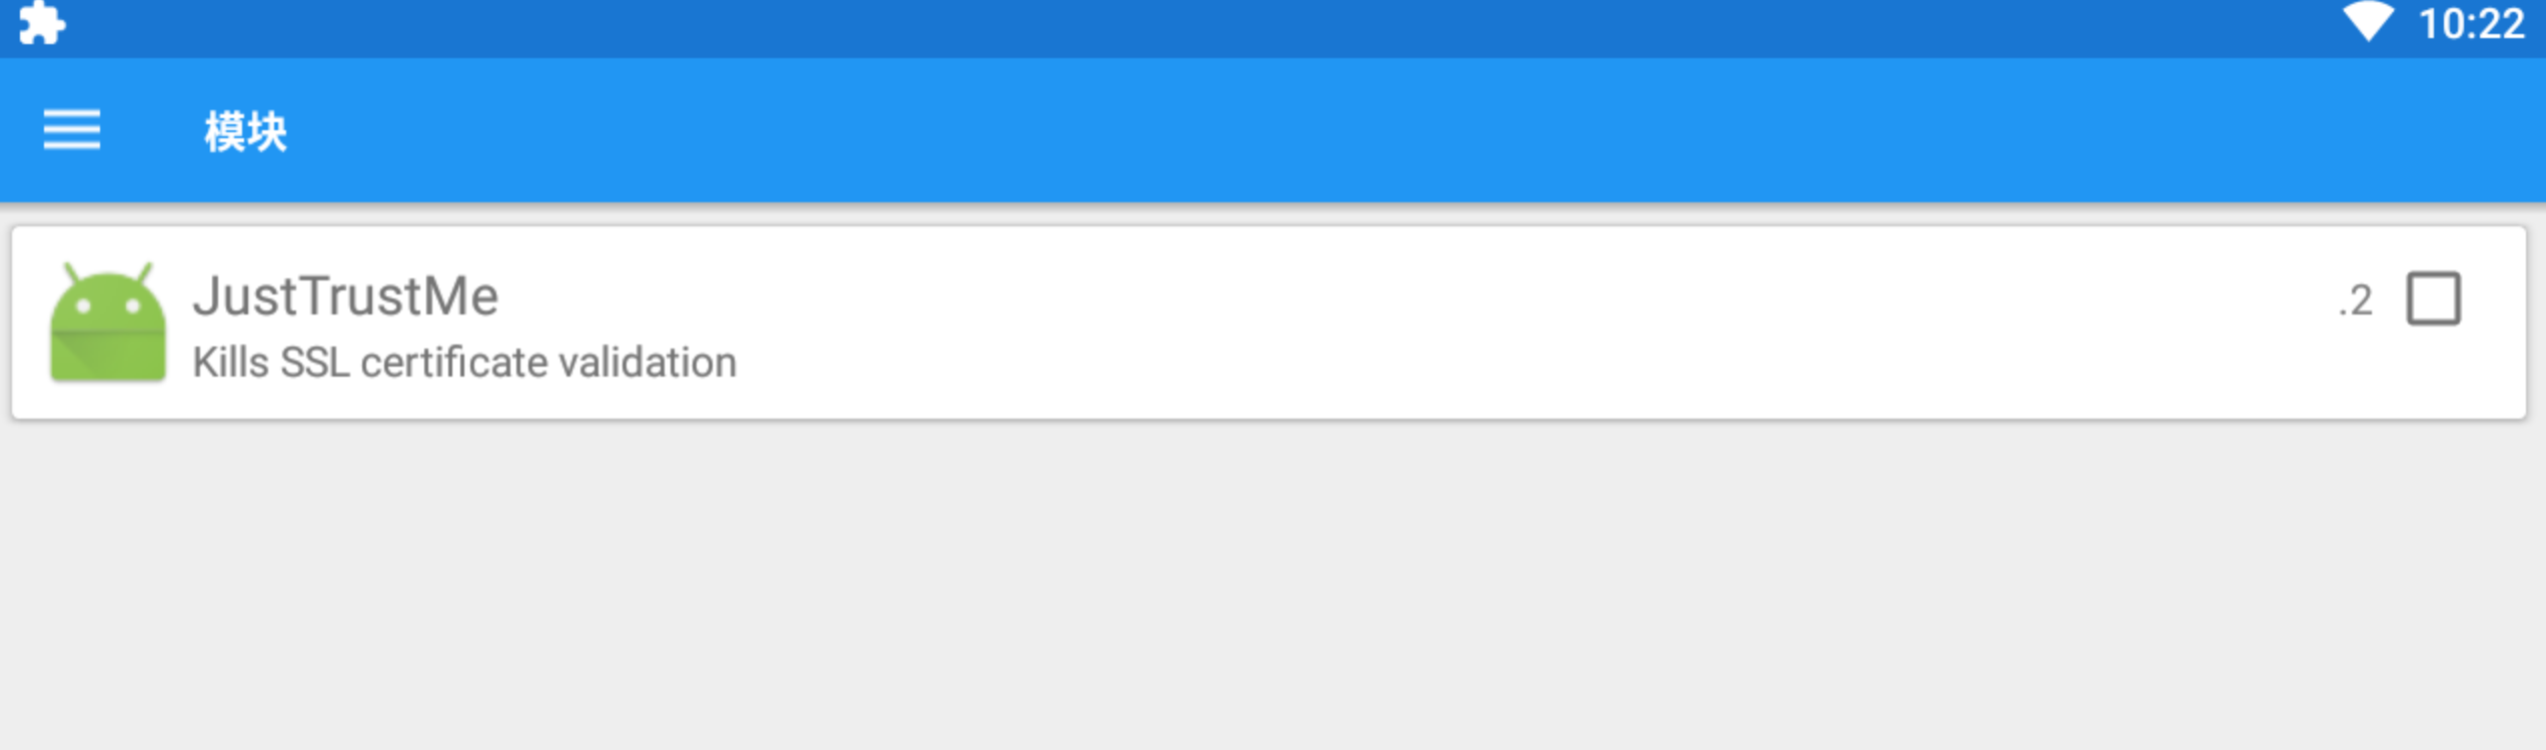 10:22
模块
JustTrustMe .2
Kills SSL certificate validation